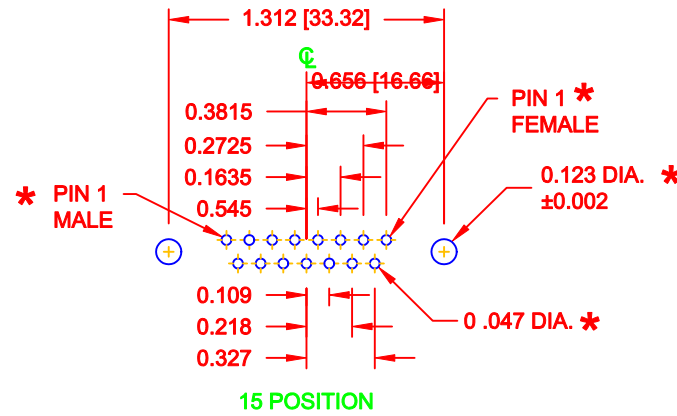 1.312 [33.32]
℄
0.656 [16.66]
0.3815
0.2725
0.1635
0.545
PIN 1 *
FEMALE
* PIN 1
MALE
0.123 DIA. *
±0.002
0.109
0.218
0.327
0 .047 DIA. *
15 POSITION